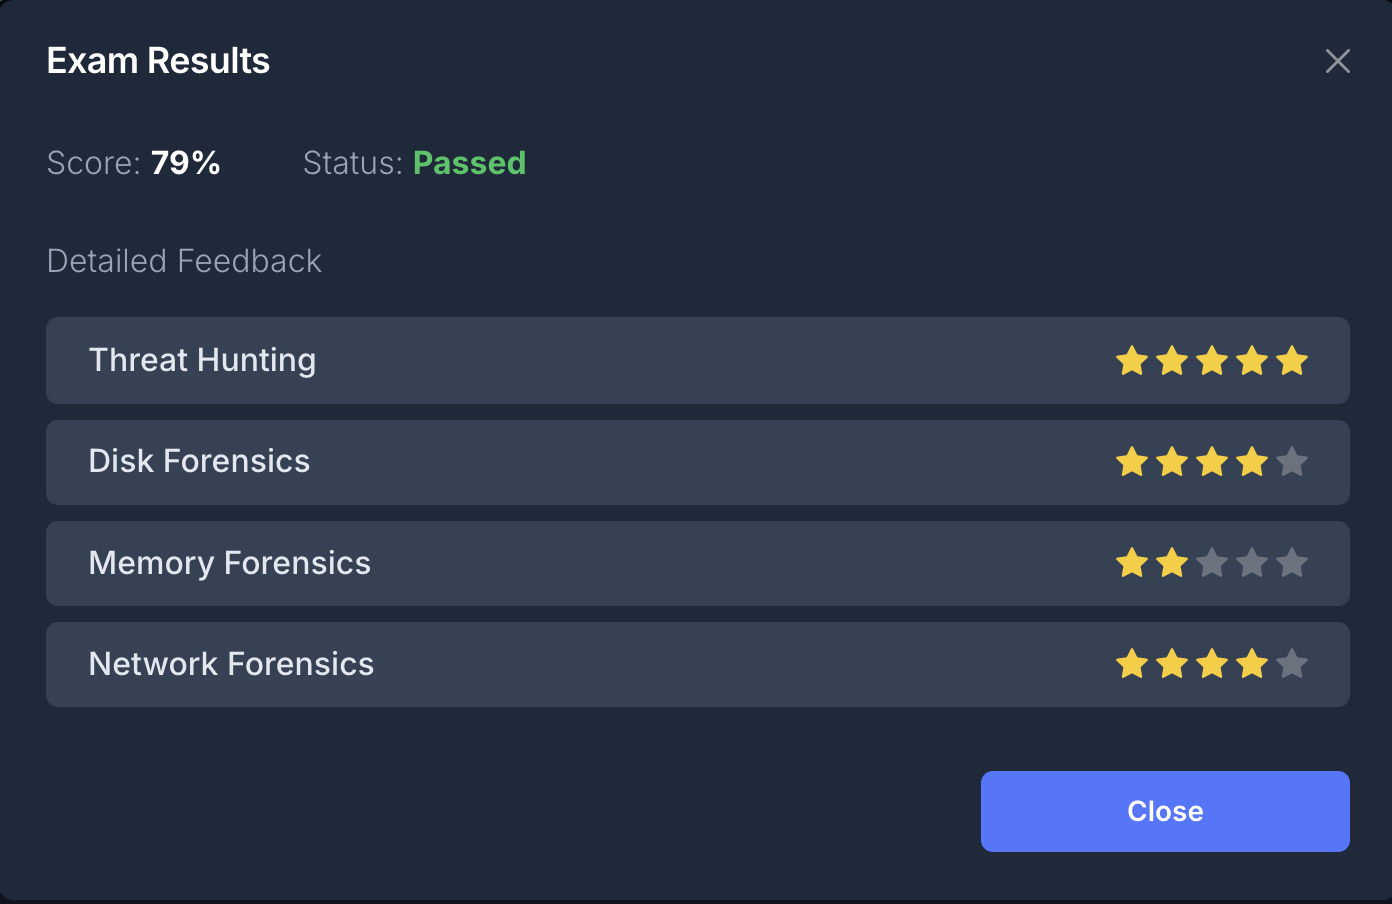 Exam Results
Score: 79% Status: Passed
Detailed Feedback
Threat Hunting
Disk Forensics
Memory Forensics
Network Forensics
Close